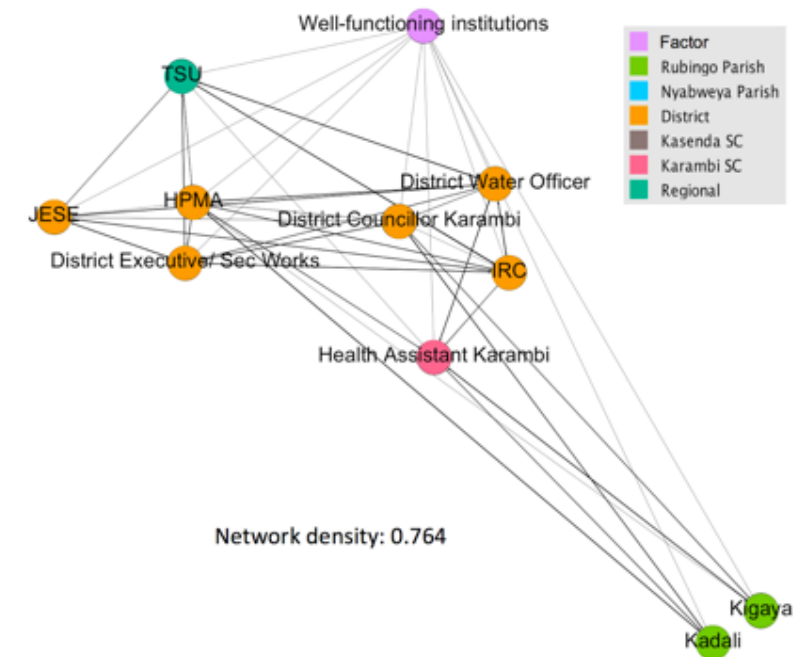 Well-functioning institutions
TSU
District Water Officer
HPMA
JESE
District Councillor Karambi
District Executive/ Sec Works
IRC
Health Assistant Karambi
Network density: 0.764
Kigaya
Kadali
Factor
Rubingo Parish
Nyabweya Parish
District
Kasenda SC
Karambi SC
Regional